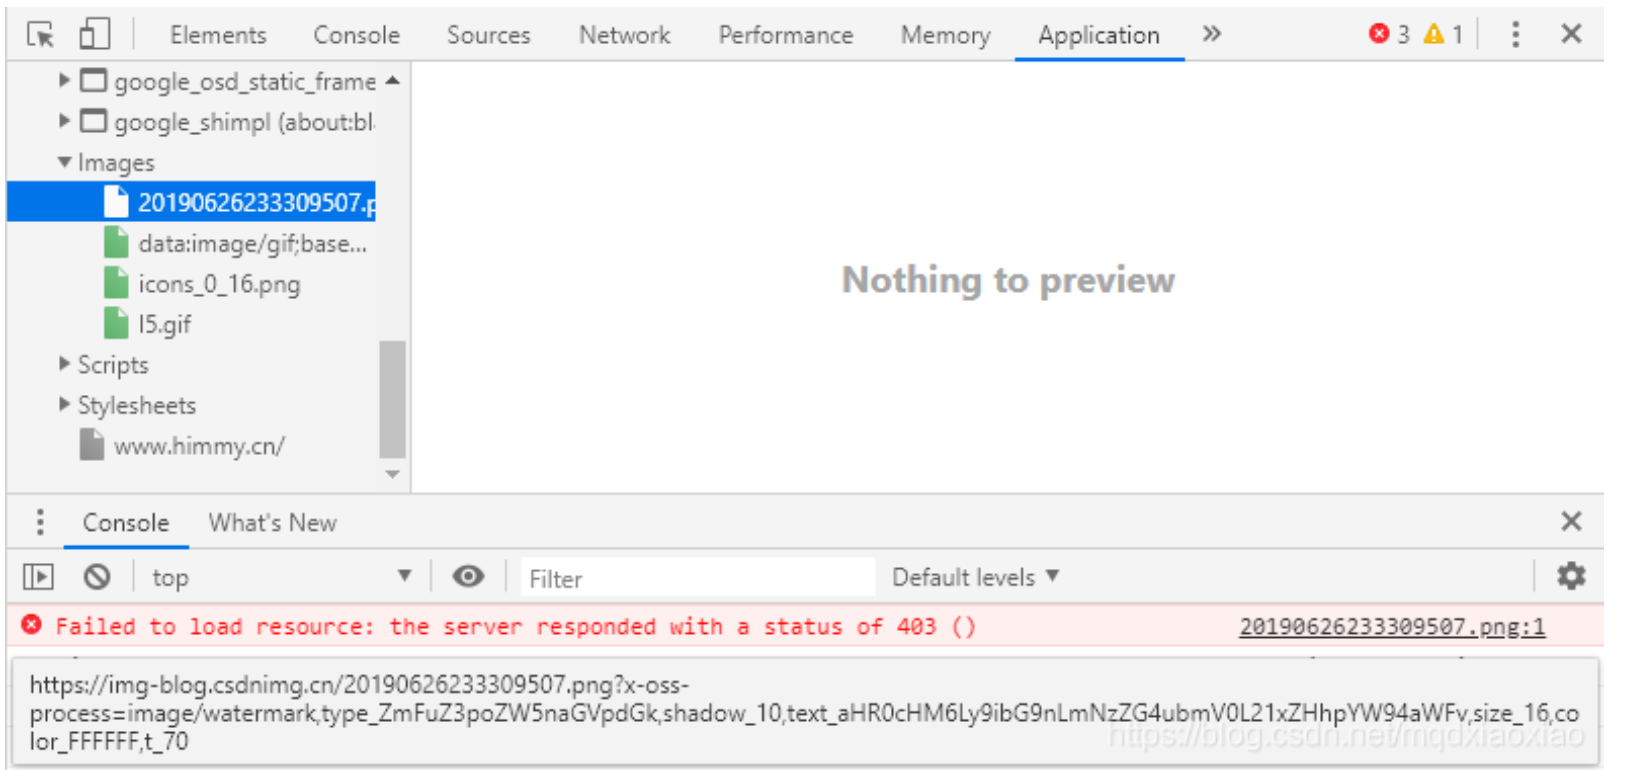 Elements Console Sources Network Performance Memory Application » 3 1
google_osd_static_frame
google_shimpl (about:bl
Images
20190626233309507.p
data:image/gif;base...
icons_0_16.png
l5.gif
Scripts
Stylesheets
www.himmy.cn/
Nothing to preview
Console What's New
top Filter Default levels
Failed to load resource: the server responded with a status of 403 () 20190626233309507.png:1
https://img-blog.csdnimg.cn/20190626233309507.png?x-oss-
process=image/watermark,type_ZmFuZ3poZW5naGVpdGk,shadow_10,text_aHR0cHM6Ly9ibG9nLmNzZG4ubmV0L21xZHhpYW94aWFv,size_16,co
lor_FFFFFF,t_70
https://blog.csdn.net/mqdxiaoxiao